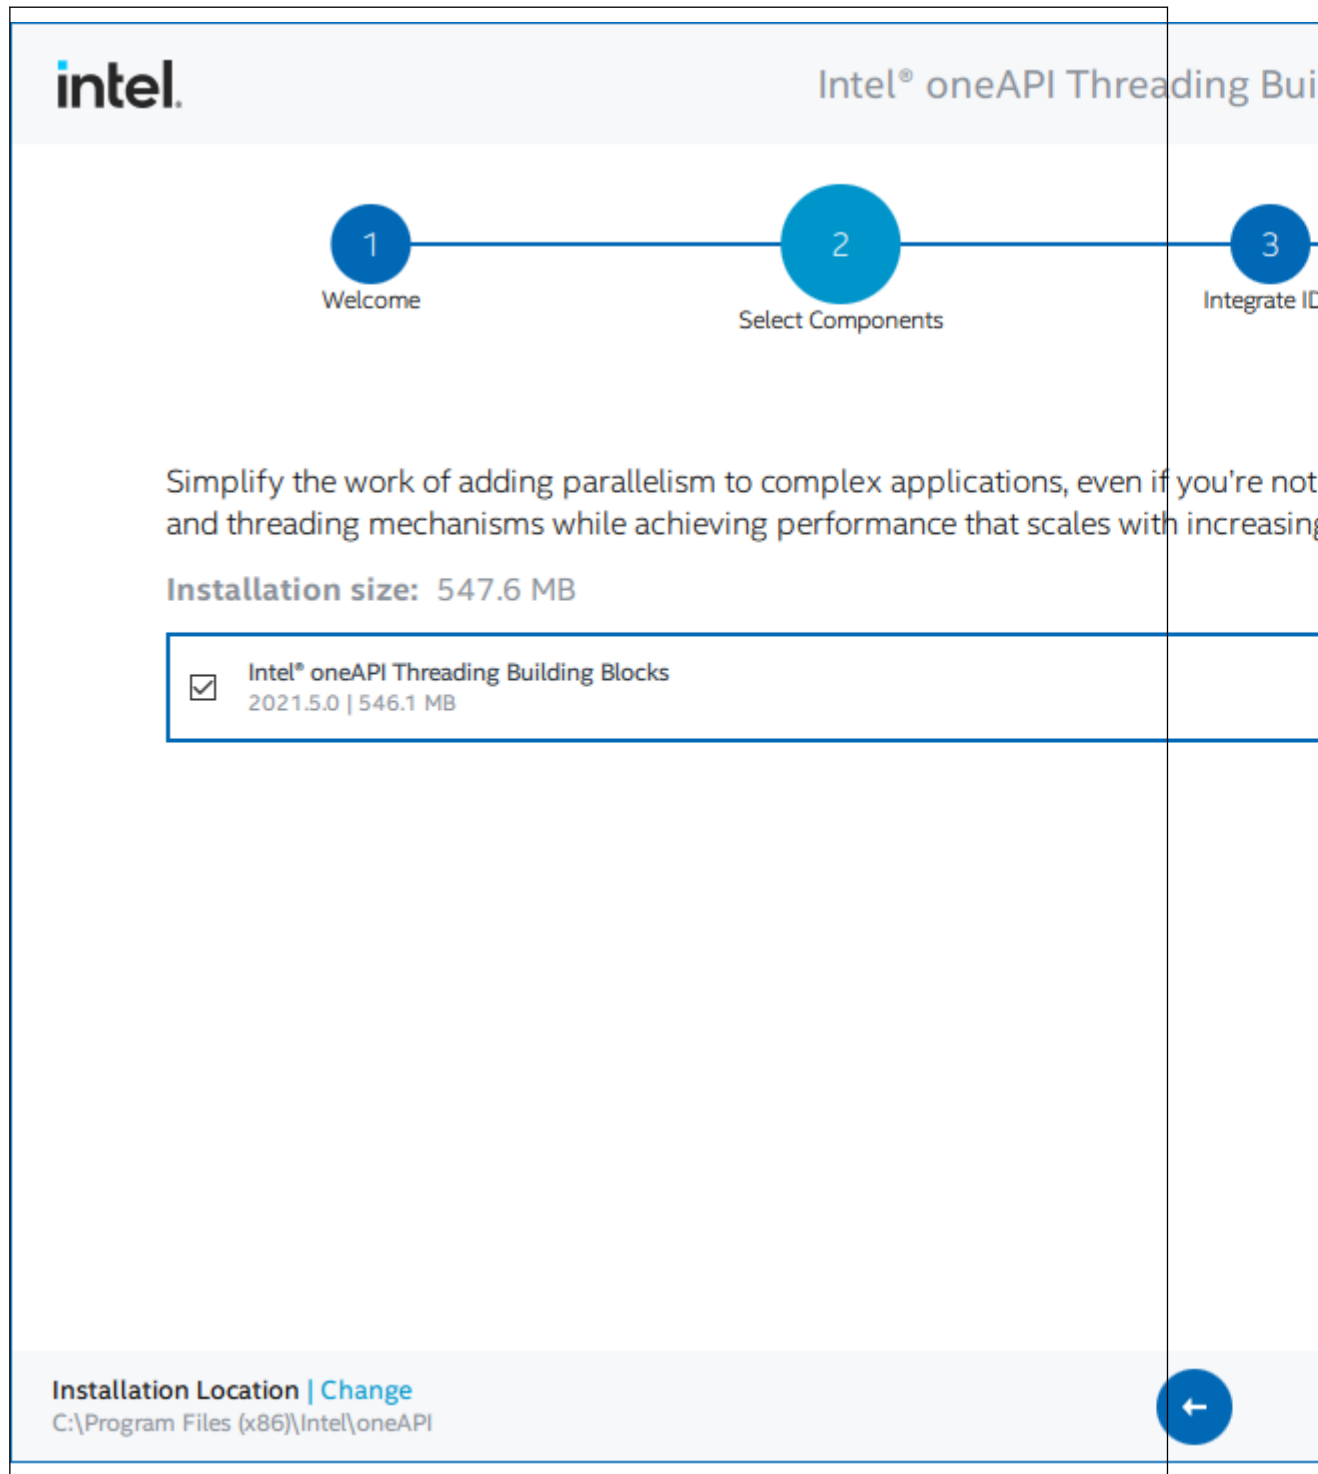 intel.
Intel® oneAPI Threading Bui
1
2
3
Welcome
Select Components
Integrate ID
Simplify the work of adding parallelism to complex applications, even if you're not
and threading mechanisms while achieving performance that scales with increasing
Installation size: 547.6 MB
Intel® oneAPI Threading Building Blocks
2021.5.0 | 546.1 MB
Installation Location | Change
C:\Program Files (x86)\Intel\oneAPI